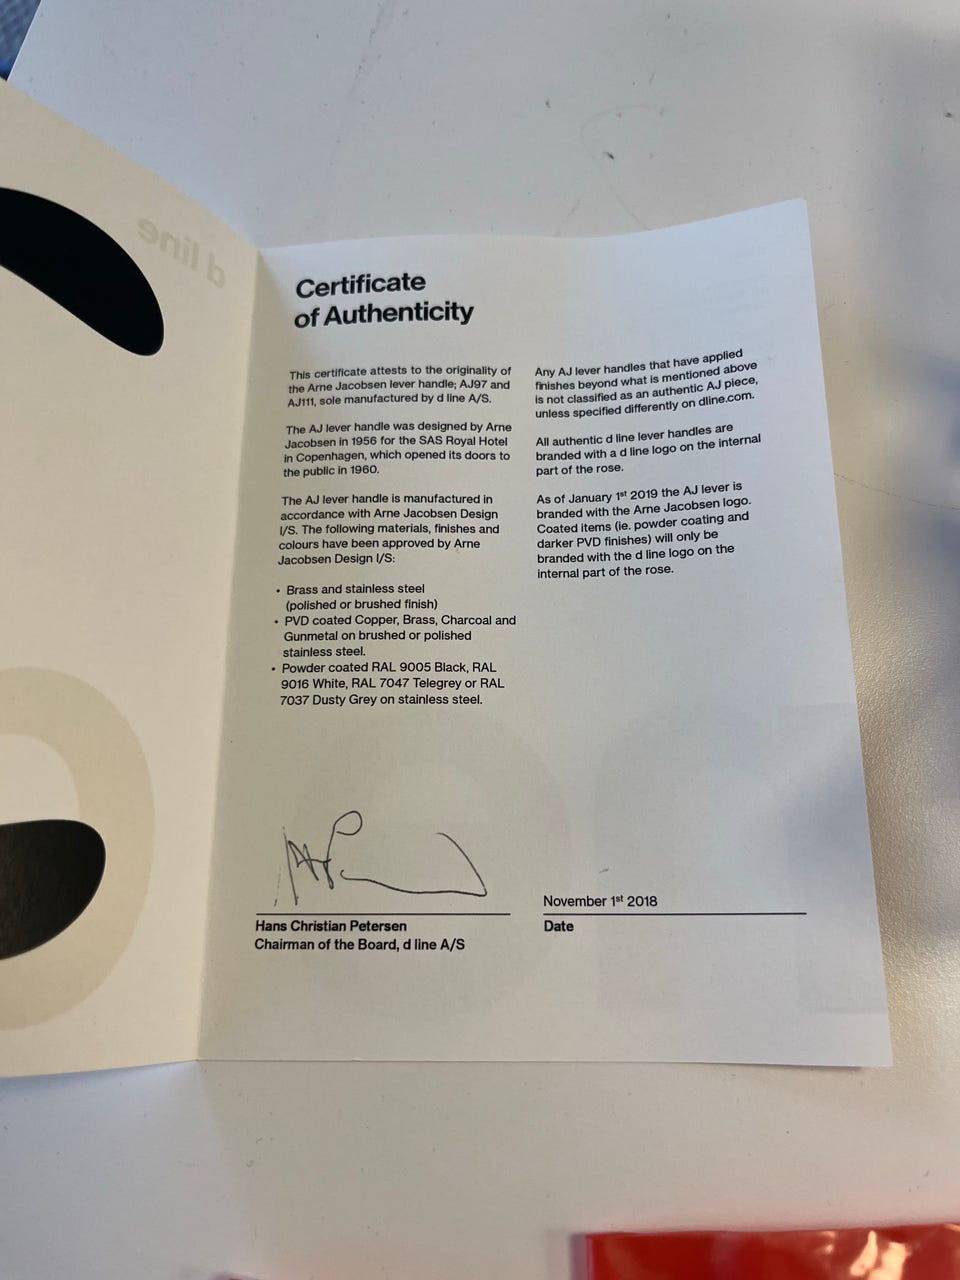 d line
Certificate
of Authenticity
This certificate attests to the originality of
the Arne Jacobsen lever handle; AJ97 and
AJ111, sole manufactured by d line A/S.
The AJ lever handle was designed by Arne
Jacobsen in 1956 for the SAS Royal Hotel
in Copenhagen, which opened its doors to
the public in 1960.
The AJ lever handle is manufactured in
accordance with Arne Jacobsen Design
I/S. The following materials, finishes and
colours have been approved by Arne
Jacobsen Design I/S:
• Brass and stainless steel
(polished or brushed finish)
• PVD coated Copper, Brass, Charcoal and
Gunmetal on brushed or polished
stainless steel.
• Powder coated RAL 9005 Black, RAL
9016 White, RAL 7047 Telegrey or RAL
7037 Dusty Grey on stainless steel.
Any AJ lever handles that have applied
finishes beyond what is mentioned above
is not classified as an authentic AJ piece,
unless specified differently on dline.com.
All authentic d line lever handles are
branded with a d line logo on the internal
part of the rose.
As of January 1st 2019 the AJ lever is
branded with the Arne Jacobsen logo.
Coated items (ie. powder coating and
darker PVD finishes) will only be
branded with the d line logo on the
internal part of the rose.
Hans Christian Petersen
Chairman of the Board, d line A/S
November 1st 2018
Date